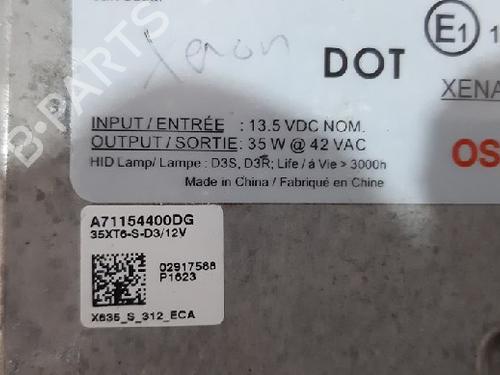 Xenon
DOT
E1
XENA
INPUT / ENTRÉE : 13.5 VDC NOM.
OUTPUT / SORTIE: 35 W @ 42 VAC
HID Lamp/ Lampe : D3S, D3R; Life / à Vie > 3000h
Made in China / Fabriqué en Chine
OS
A71154400DG
35XT6-S-D3/12V
02917588
P1623
X635_S_312_ECA
B-PARTS